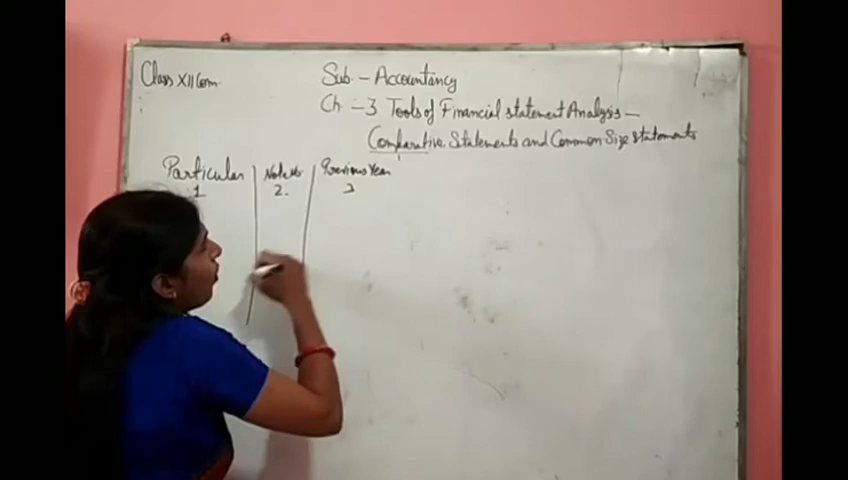 Class XII Com. Sub. - Accountancy
Ch - 3 Tools of Financial statement Analysis -
Comparative Statements and Common Size statements
Particular Note No Previous Year
1 2. 3